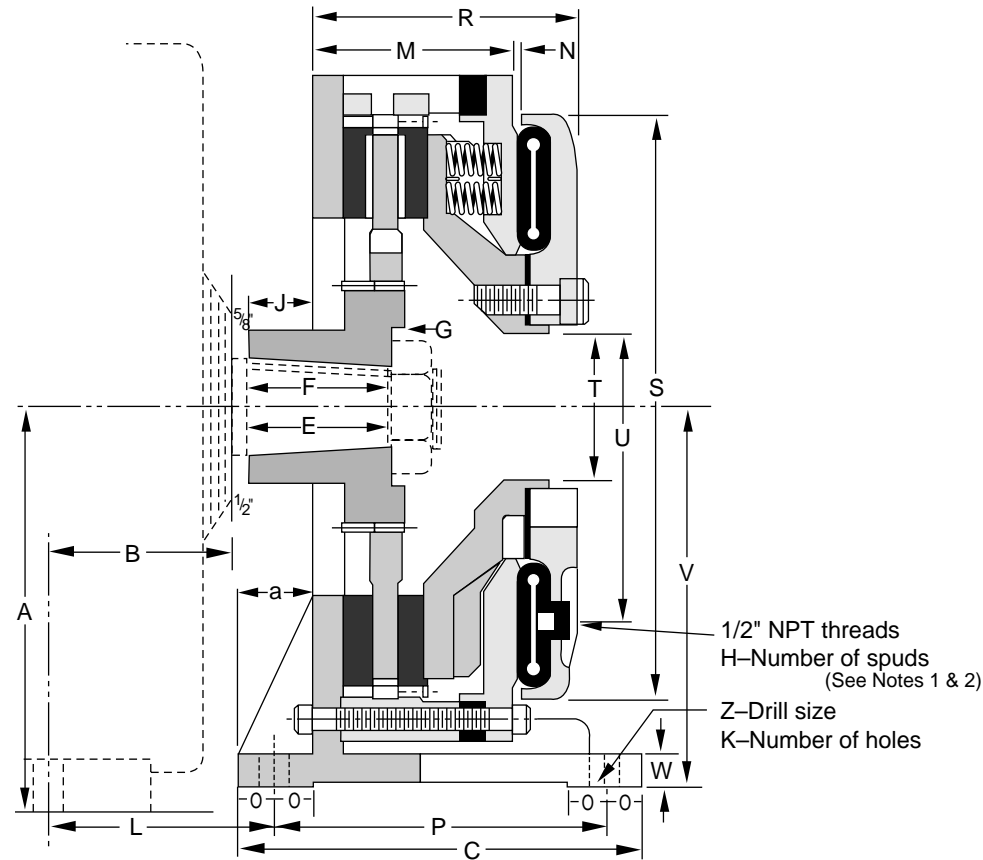 R
M
N
J
5/8"
G
F
T
S
E
U
1/2"
B
V
a
A
1/2" NPT threads
H–Number of spuds
(See Notes 1 & 2)
Z–Drill size
K–Number of holes
W
O O
O O
L
P
C